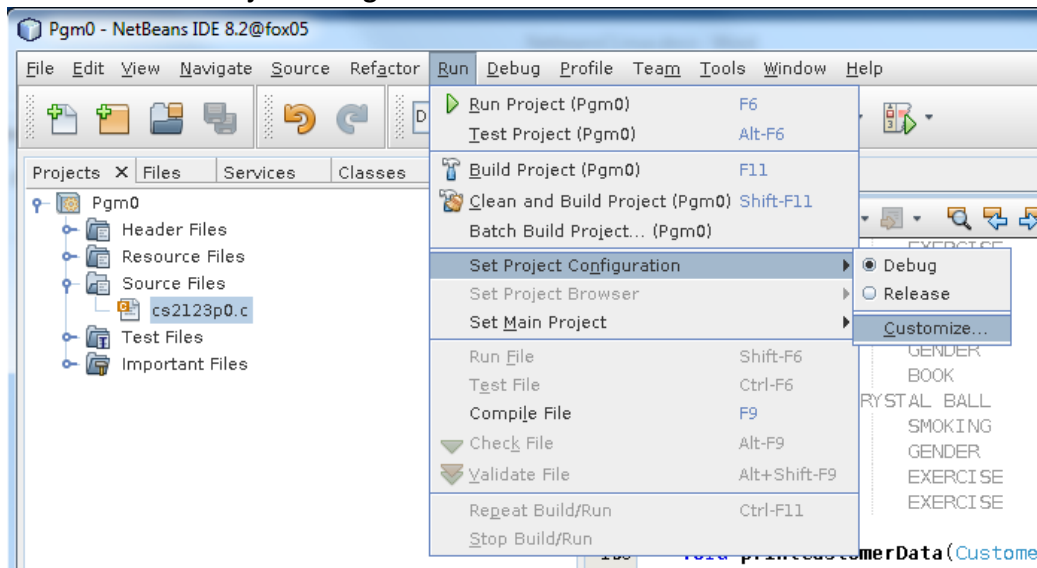 Pgm0 - NetBeans IDE 8.2@fox05
File Edit View Navigate Source Refactor Run Debug Profile Team Tools Window Help
D
Run Project (Pgm0) F6
Test Project (Pgm0) Alt-F6
Build Project (Pgm0) F11
Clean and Build Project (Pgm0) Shift-F11
Batch Build Project... (Pgm0)
Set Project Configuration
Set Project Browser
Set Main Project
Run File Shift-F6
Test File Ctrl-F6
Compile File F9
Check File Alt-F9
Validate File Alt+Shift-F9
Repeat Build/Run Ctrl-F11
Stop Build/Run
Debug
Release
Customize...
Projects X Files Services Classes
Pgm0
Header Files
Resource Files
Source Files
cs2123p0.c
Test Files
Important Files
EXERCISE
GENDER
BOOK
RYSTAL BALL
SMOKING
GENDER
EXERCISE
EXERCISE
void printCustomerData(Custome